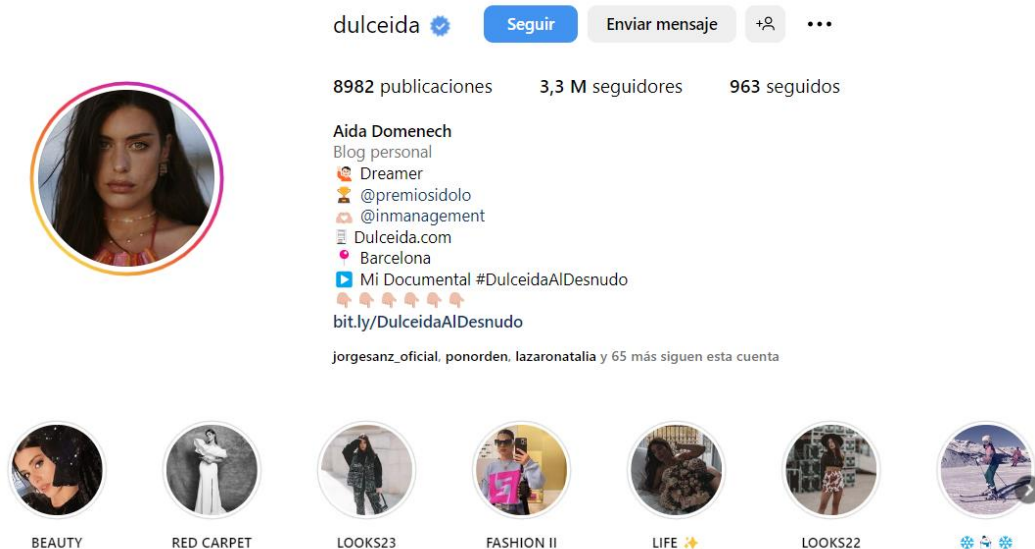 dulceida Seguir Enviar mensaje
8982 publicaciones 3,3 M seguidores 963 seguidos
Aida Domenech
Blog personal
Dreamer
@premiosidolo
@inmanagement
Dulceida.com
Barcelona
Mi Documental #DulceidaAlDesnudo
bit.ly/DulceidaAlDesnudo
jorgesanz_oficial, ponorden, lazaronatalia y 65 más siguen esta cuenta
BEAUTY RED CARPET LOOKS23 FASHION II LIFE ✨ LOOKS22 ❄️⛄❄️